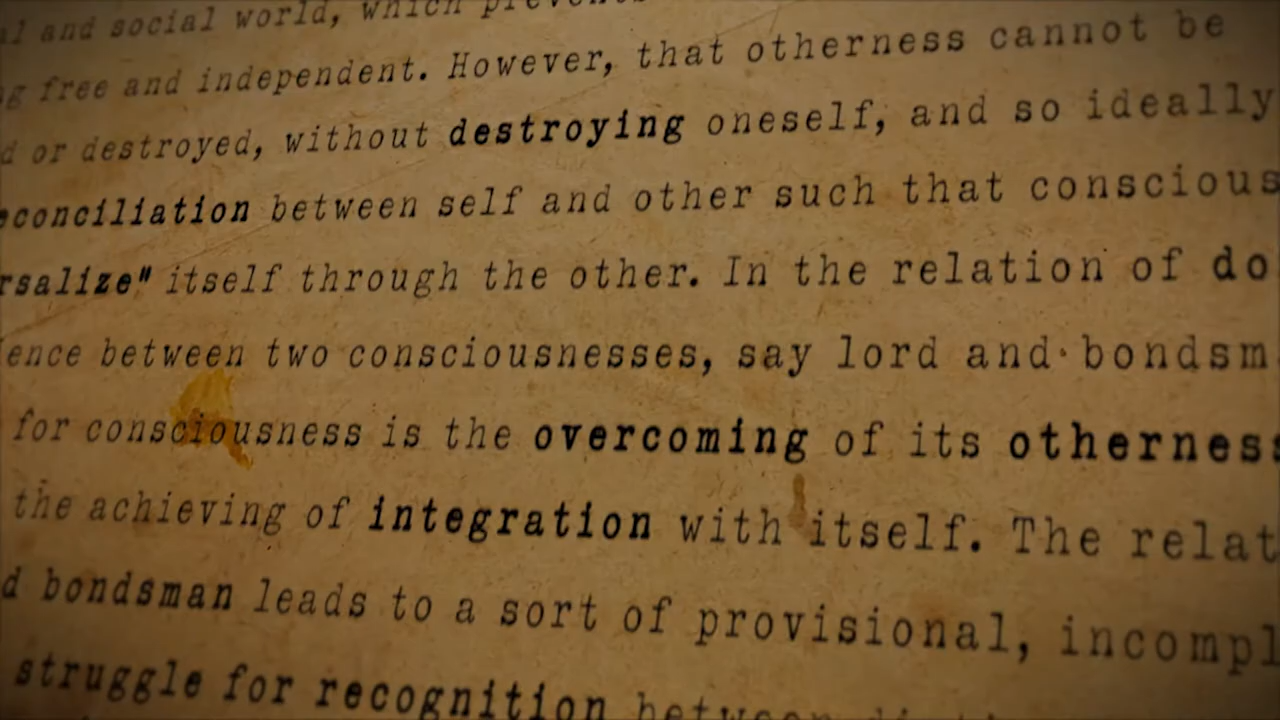 al and social world, which prevents
ng free and independent. However, that otherness cannot be
d or destroyed, without destroying oneself, and so ideally
econciliation between self and other such that conscious
rsalize" itself through the other. In the relation of do
ence between two consciousnesses, say lord and bondsm
for consciousness is the overcoming of its otherness
the achieving of integration with itself. The relat
d bondsman leads to a sort of provisional, incompl
struggle for recognition between